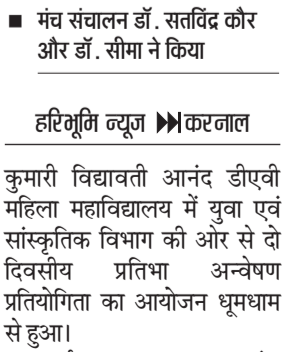 ■ मंच संचालन डॉ. सतविंद्र कौर
और डॉ. सीमा ने किया
हरिभूमि न्यूज ▶▶ करनाल
कुमारी विद्यावती आनंद डीएवी
महिला महाविद्यालय में युवा एवं
सांस्कृतिक विभाग की ओर से दो
दिवसीय प्रतिभा अन्वेषण
प्रतियोगिता का आयोजन धूमधाम
से हुआ।